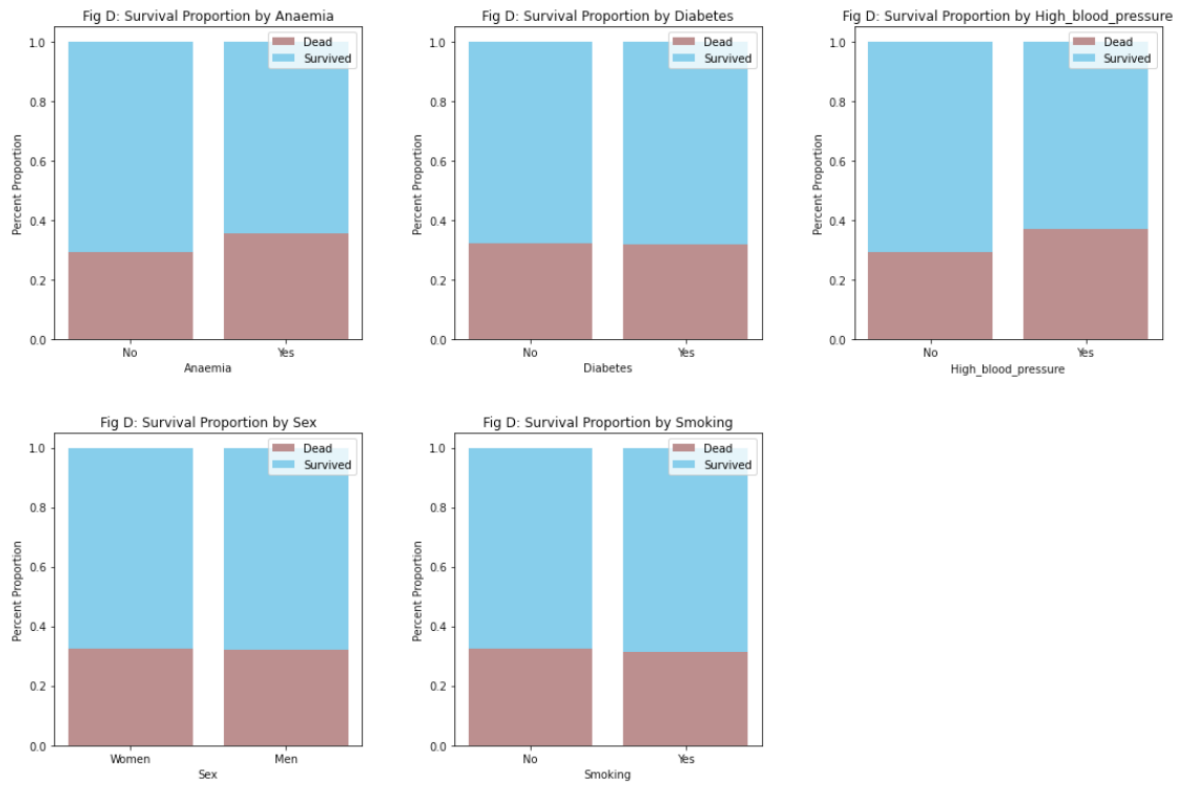 Fig D: Survival Proportion by Anaemia
Dead
Survived
1.0
0.8
0.6
0.4
0.2
0.0
Percent Proportion
No Yes
Anaemia
Fig D: Survival Proportion by Diabetes
Dead
Survived
1.0
0.8
0.6
0.4
0.2
0.0
Percent Proportion
No Yes
Diabetes
Fig D: Survival Proportion by High_blood_pressure
Dead
Survived
1.0
0.8
0.6
0.4
0.2
0.0
Percent Proportion
No Yes
High_blood_pressure
Fig D: Survival Proportion by Sex
Dead
Survived
1.0
0.8
0.6
0.4
0.2
0.0
Percent Proportion
Women Men
Sex
Fig D: Survival Proportion by Smoking
Dead
Survived
1.0
0.8
0.6
0.4
0.2
0.0
Percent Proportion
No Yes
Smoking